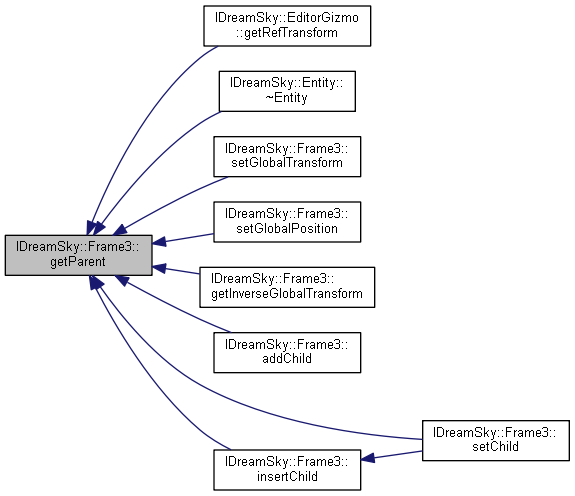 IDreamSky::EditorGizmo
::getRefTransform
IDreamSky::Entity::
~Entity
IDreamSky::Frame3::
setGlobalTransform
IDreamSky::Frame3::
setGlobalPosition
IDreamSky::Frame3::
getParent
IDreamSky::Frame3::
getInverseGlobalTransform
IDreamSky::Frame3::
addChild
IDreamSky::Frame3::
setChild
IDreamSky::Frame3::
insertChild